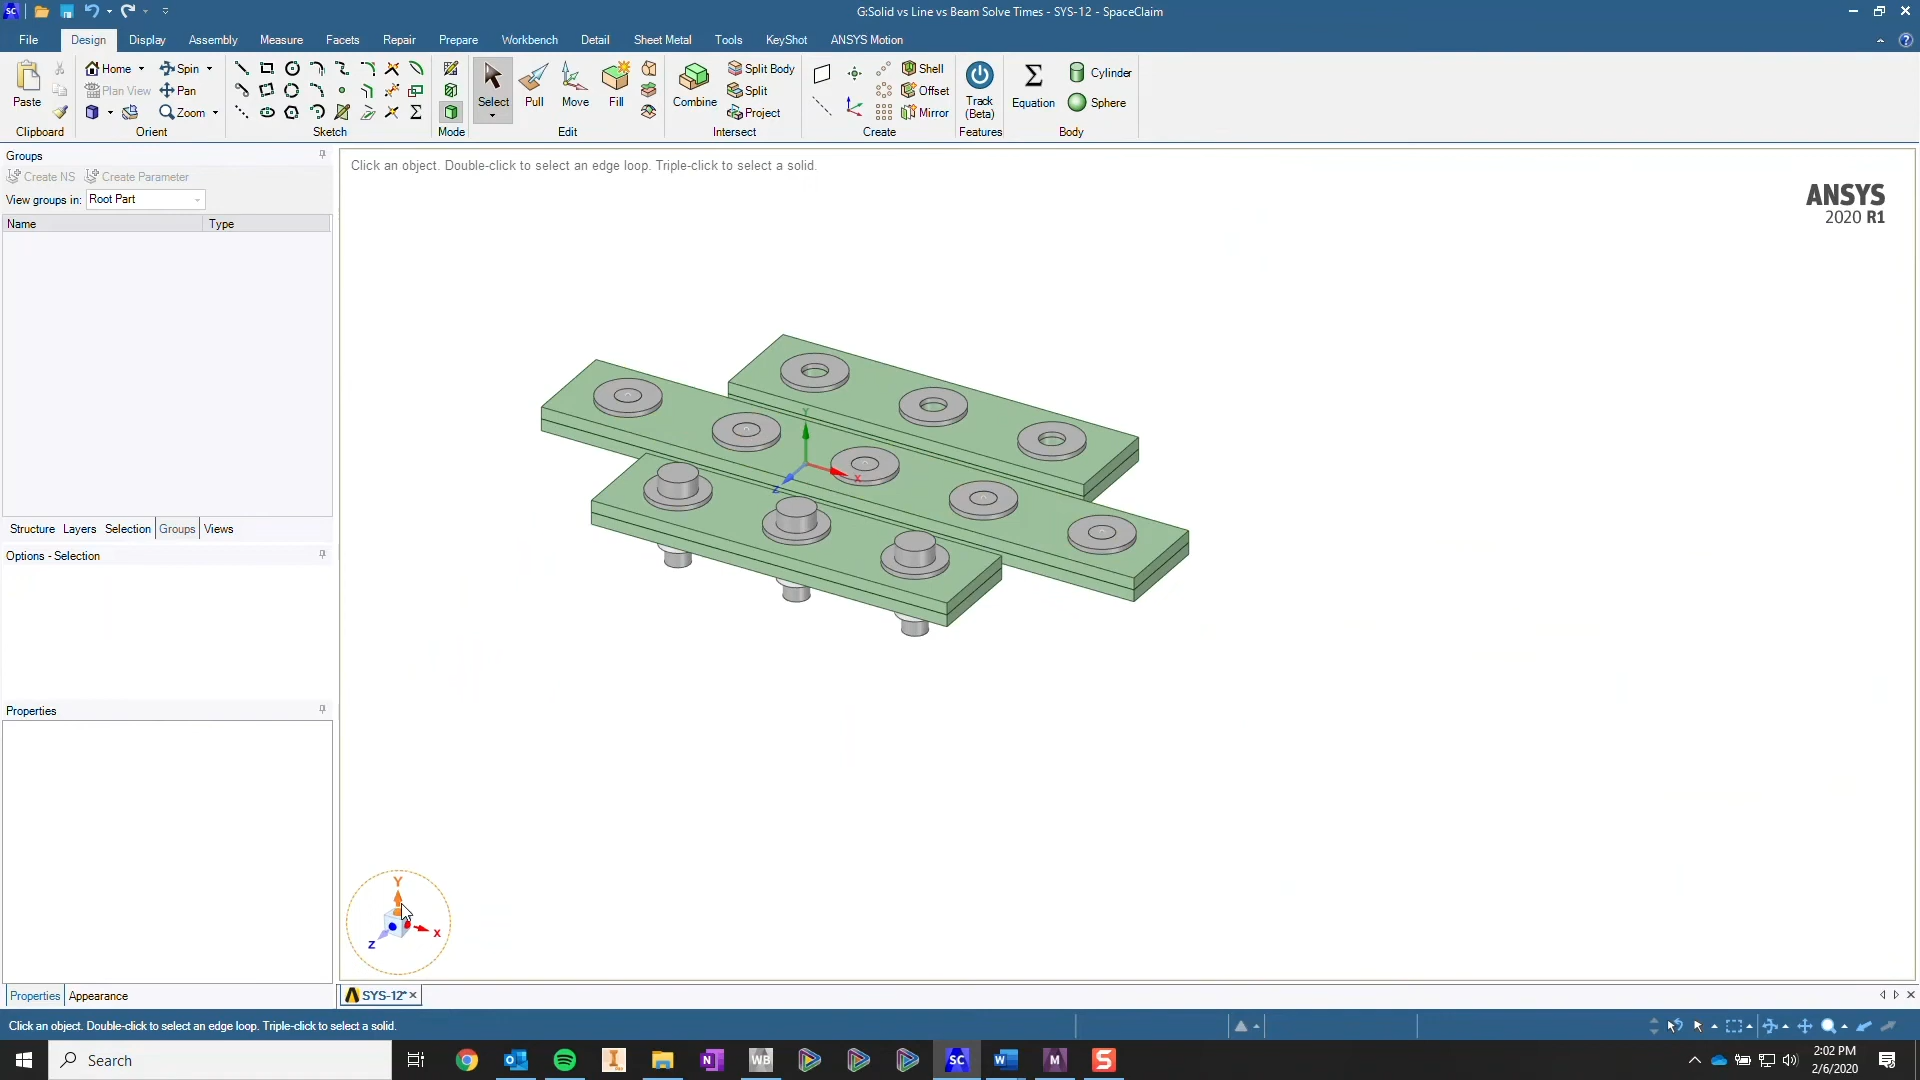 G:Solid vs Line vs Beam Solve Times - SYS-12 - SpaceClaim
File Design Display Assembly Measure Facets Repair Prepare Workbench Detail Sheet Metal Tools KeyShot ANSYS Motion
Paste
Home Spin
Plan View Pan
Zoom
Select Pull Move Fill
Combine
Split Body
Split
Project
Shell
Offset
Mirror
Track (Beta)
Equation
Cylinder
Sphere
Clipboard Orient Sketch Mode Edit Intersect Create Features Body
Groups
Create NS Create Parameter
View groups in: Root Part
Name Type
Structure Layers Selection Groups Views
Options - Selection
Properties
Properties Appearance
Click an object. Double-click to select an edge loop. Triple-click to select a solid.
ANSYS
2020 R1
Y
X
Z
Y
X
Z
SYS-12*
Click an object. Double-click to select an edge loop. Triple-click to select a solid.
Search
WB
SC
M
2:02 PM
2/6/2020